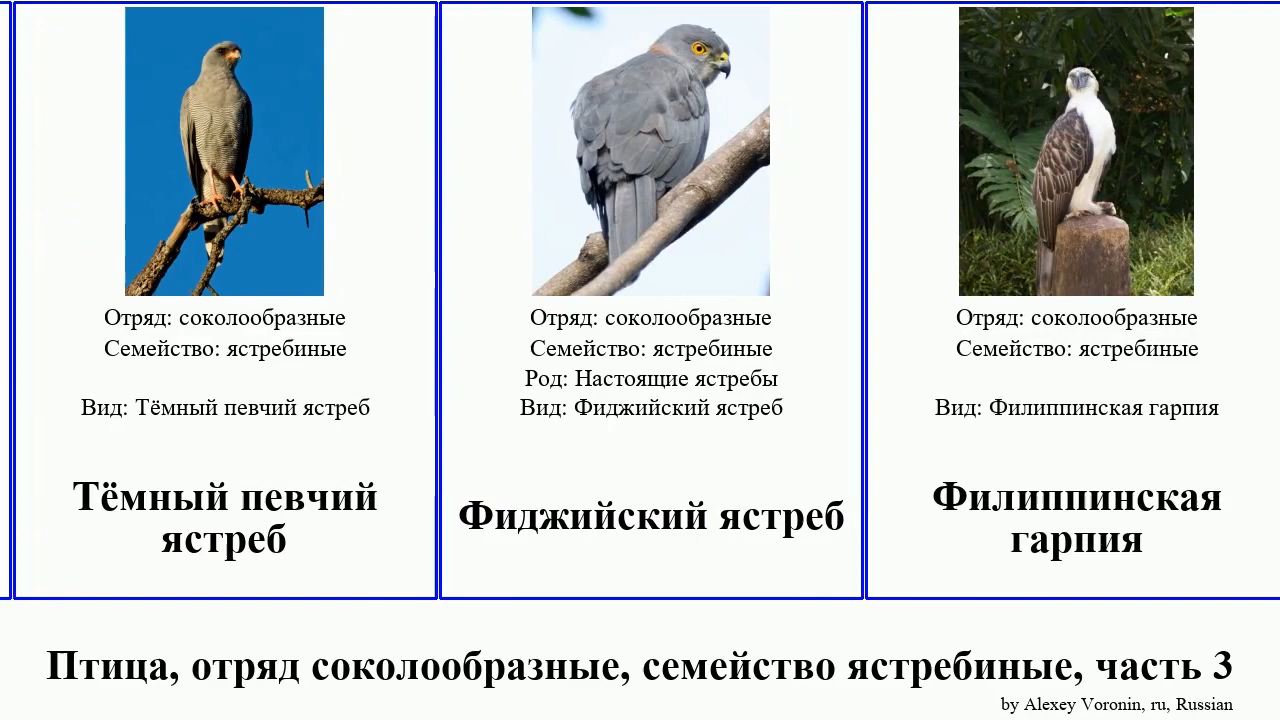 Отряд: соколообразные
Семейство: ястребиные
Вид: Тёмный певчий ястреб
Тёмный певчий
ястреб
Отряд: соколообразные
Семейство: ястребиные
Род: Настоящие ястребы
Вид: Фиджийский ястреб
Фиджийский ястреб
Отряд: соколообразные
Семейство: ястребиные
Вид: Филиппинская гарпия
Филиппинская
гарпия
Птица, отряд соколообразные, семейство ястребиные, часть 3
by Alexey Voronin, ru, Russian